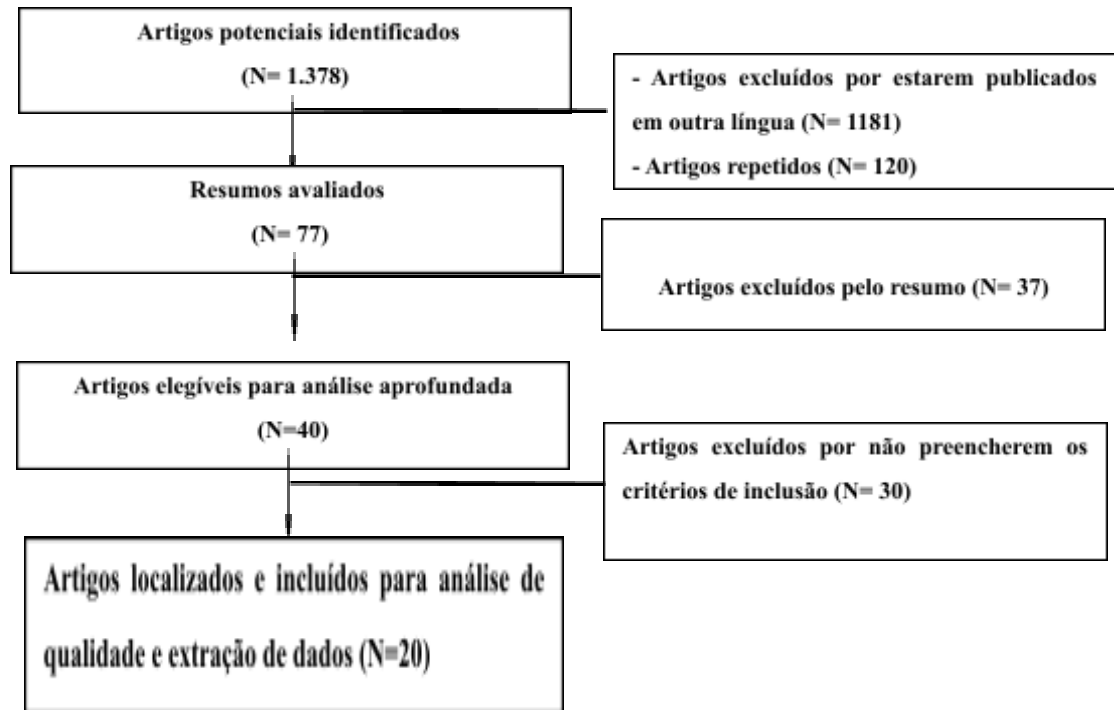 Artigos potenciais identificados
(N= 1.378)
- Artigos excluídos por estarem publicados
em outra língua (N= 1181)
- Artigos repetidos (N= 120)
Resumos avaliados
(N= 77)
Artigos excluídos pelo resumo (N= 37)
Artigos elegíveis para análise aprofundada
(N=40)
Artigos excluídos por não preencherem os
critérios de inclusão (N= 30)
Artigos localizados e incluídos para análise de
qualidade e extração de dados (N=20)